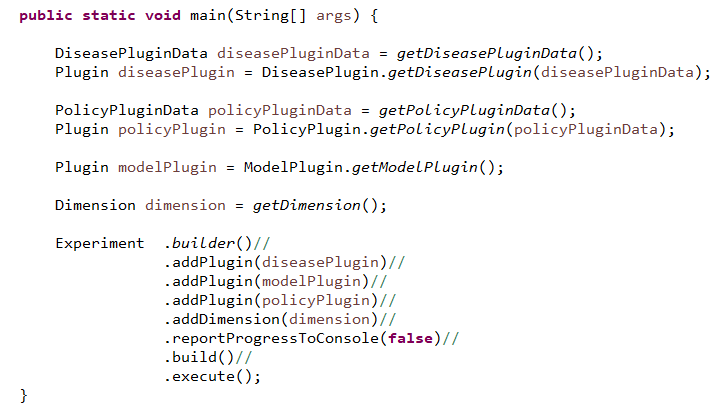 public static void main(String[] args) {
DiseasePluginData diseasePluginData = getDiseasePluginData();
Plugin diseasePlugin = DiseasePlugin.getDiseasePlugin(diseasePluginData);
PolicyPluginData policyPluginData = getPolicyPluginData();
Plugin policyPlugin = PolicyPlugin.getPolicyPlugin(policyPluginData);
Plugin modelPlugin = ModelPlugin.getModelPlugin();
Dimension dimension = getDimension();
Experiment  .builder()//
.addPlugin(diseasePlugin)//
.addPlugin(modelPlugin)//
.addPlugin(policyPlugin)//
.addDimension(dimension)//
.reportProgressToConsole(false)//
.build()//
.execute();
}